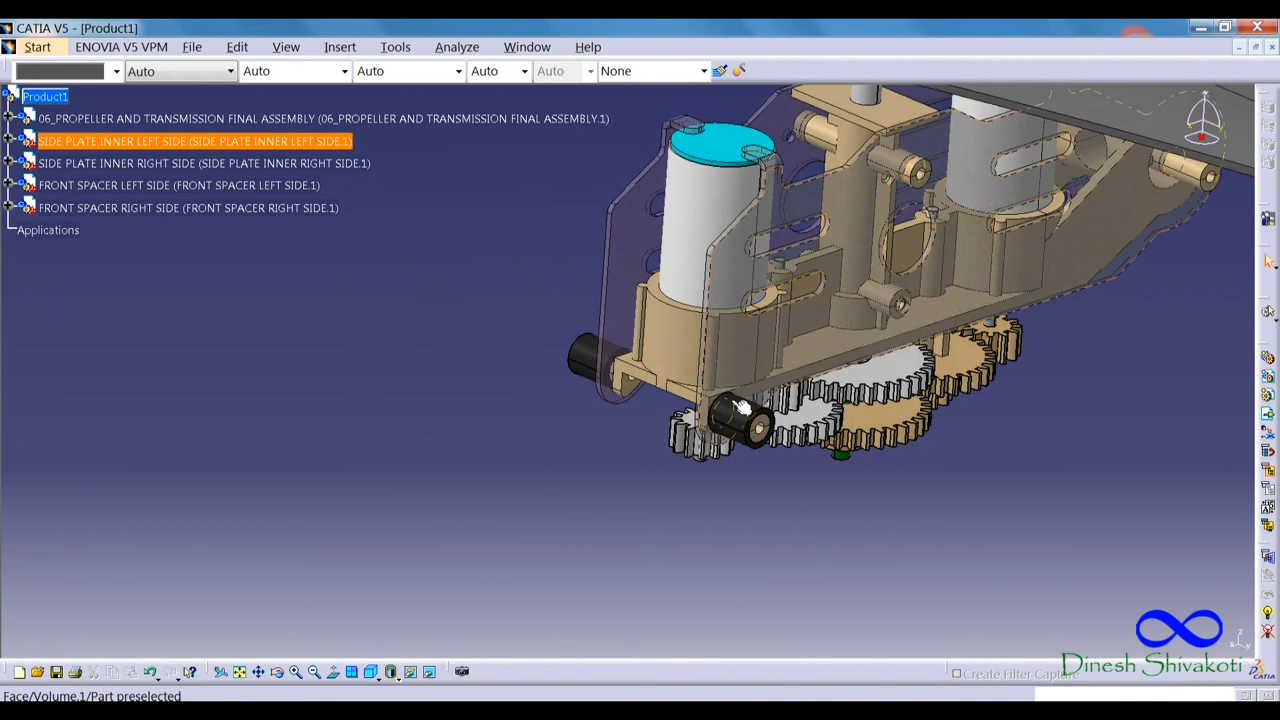 CATIA V5 - [Product1]
Start ENOVIA V5 VPM File Edit View Insert Tools Analyze Window Help
Auto Auto Auto Auto Auto None
Product1
06_PROPELLER AND TRANSMISSION FINAL ASSEMBLY (06_PROPELLER AND TRANSMISSION FINAL ASSEMBLY.1)
SIDE PLATE INNER LEFT SIDE (SIDE PLATE INNER LEFT SIDE.1)
SIDE PLATE INNER RIGHT SIDE (SIDE PLATE INNER RIGHT SIDE.1)
FRONT SPACER LEFT SIDE (FRONT SPACER LEFT SIDE.1)
FRONT SPACER RIGHT SIDE (FRONT SPACER RIGHT SIDE.1)
Applications
Dinesh Shivakoti
Create Filter Capture
CATIA
Face/Volume.1/Part preselected